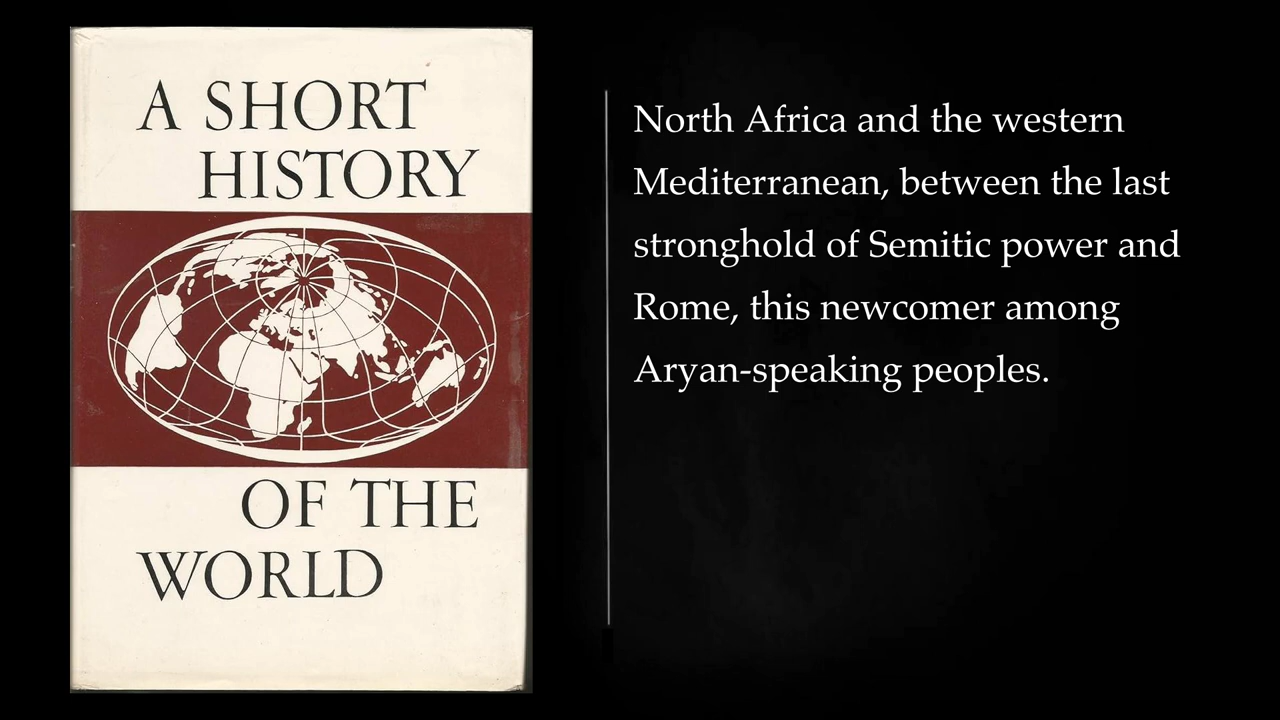 A SHORT
HISTORY
OF THE
WORLD
North Africa and the western
Mediterranean, between the last
stronghold of Semitic power and
Rome, this newcomer among
Aryan-speaking peoples.